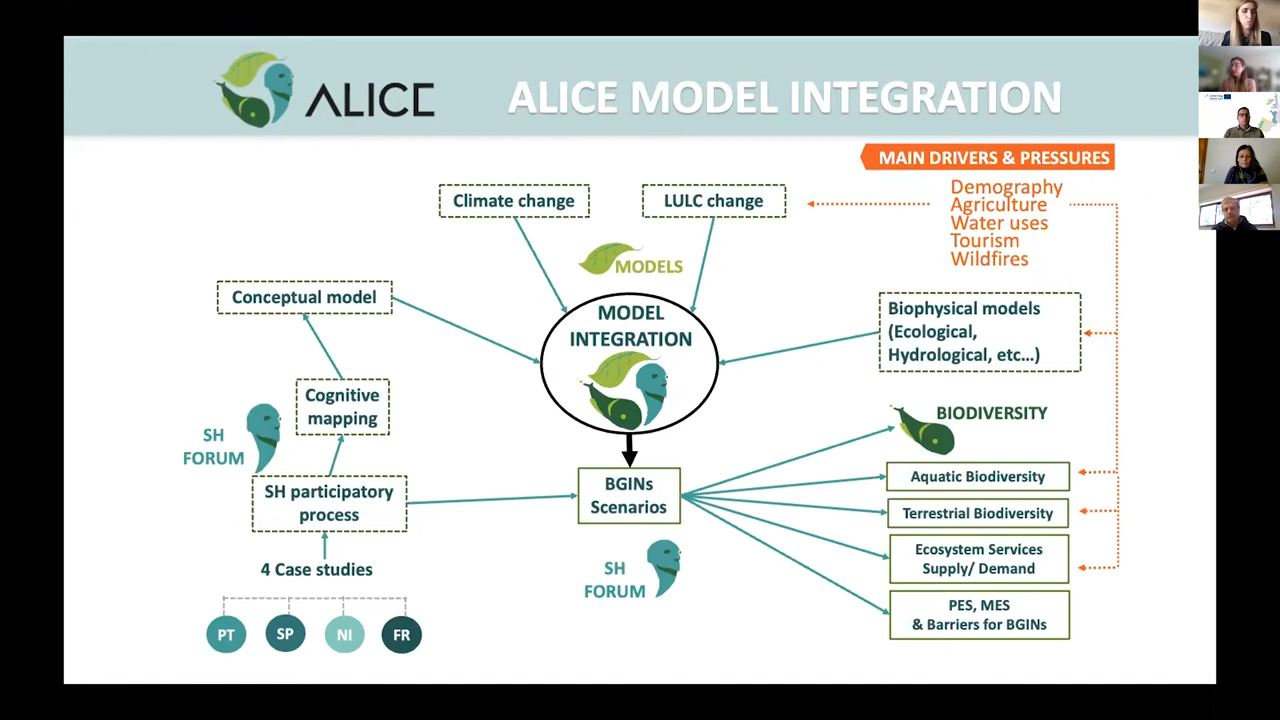 ALICE
ALICE MODEL INTEGRATION
MAIN DRIVERS & PRESSURES
Demography
Agriculture
Water uses
Tourism
Wildfires
Climate change
LULC change
MODELS
Conceptual model
MODEL
INTEGRATION
Biophysical models
(Ecological,
Hydrological, etc...)
Cognitive
mapping
SH
FORUM
BIODIVERSITY
SH participatory
process
BGINs
Scenarios
Aquatic Biodiversity
Terrestrial Biodiversity
Ecosystem Services
Supply/ Demand
4 Case studies
SH
FORUM
PES, MES
& Barriers for BGINs
PT
SP
NI
FR